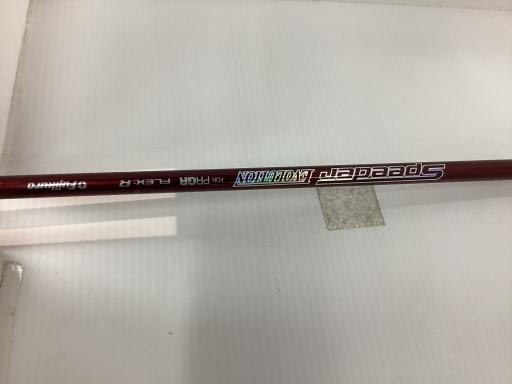 Speeder EVOLUTION FOR PRGR FLEX:R Fujikura